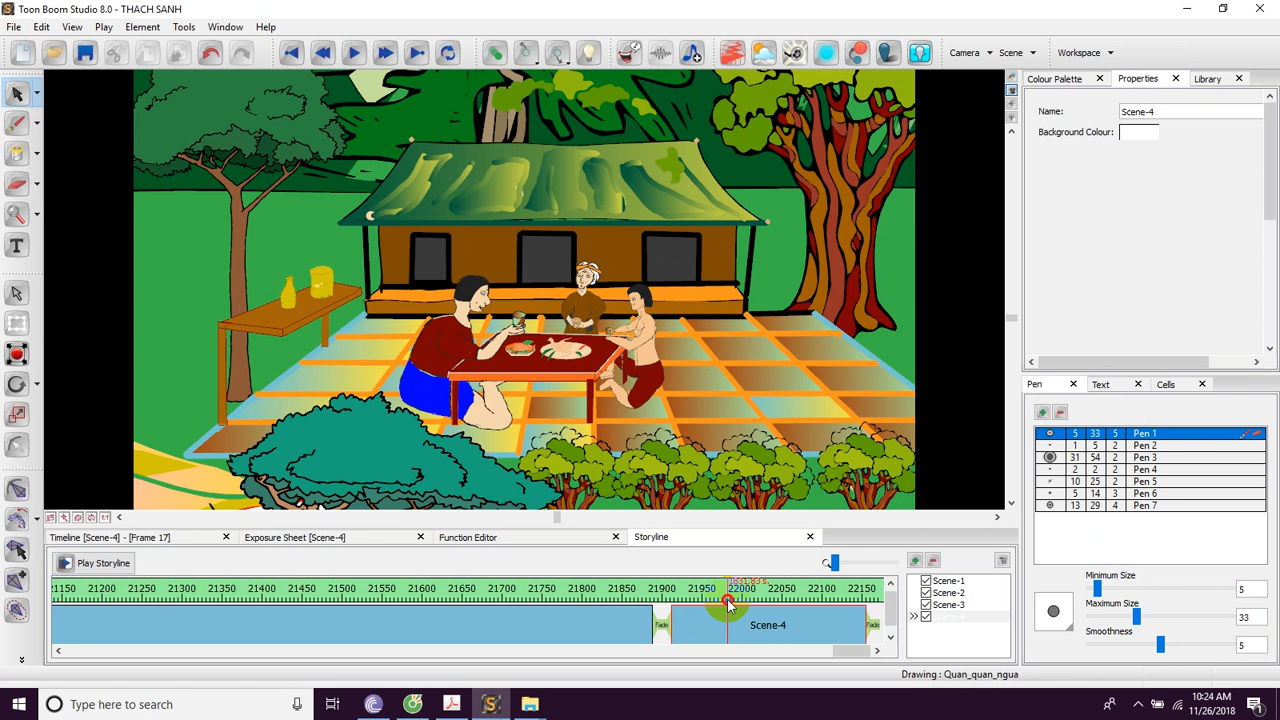 Toon Boom Studio 8.0 - THACH SANH
File Edit View Play Element Tools Window Help
Camera Scene Workspace
Colour Palette Properties Library
Name: Scene-4
Background Colour:
Pen Text Cells
5 33 5 Pen 1
1 5 2 Pen 2
31 54 2 Pen 3
2 2 2 Pen 4
10 25 2 Pen 5
5 14 3 Pen 6
13 29 4 Pen 7
Minimum Size
5
Maximum Size
33
Smoothness
5
Timeline [Scene-4] - [Frame 17] Exposure Sheet [Scene-4] Function Editor Storyline
Play Storyline
21150 21200 21250 21300 21350 21400 21450 21500 21550 21600 21650 21700 21750 21800 21850 21900 21950 22000 22050 22100 22150
Fade Scene-4 Fade
Scene-1
Scene-2
Scene-3
Drawing : Quan_quan_ngua
Type here to search
10:24 AM
11/26/2018